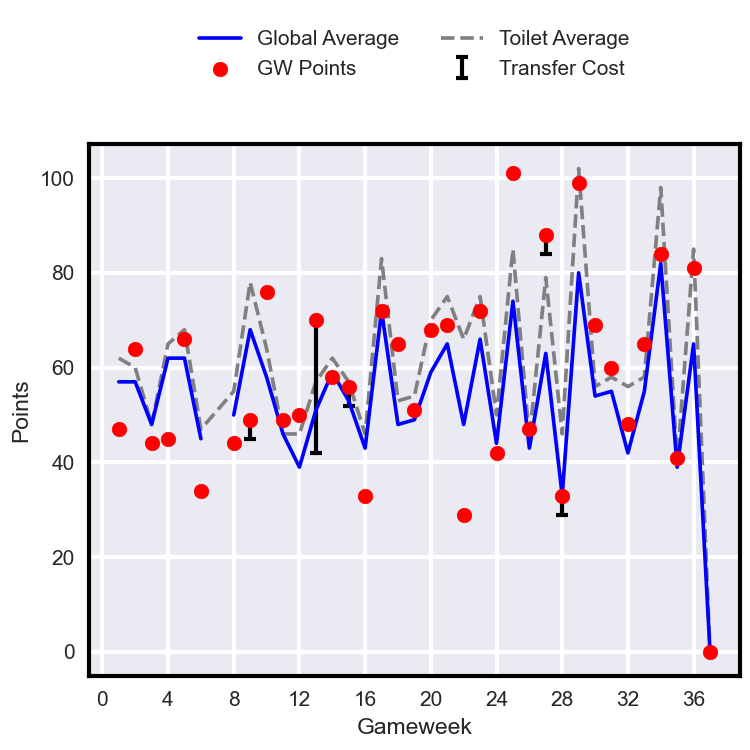 Global Average
Toilet Average
GW Points
Transfer Cost
100
80
60
40
20
0
Points
0 4 8 12 16 20 24 28 32 36
Gameweek